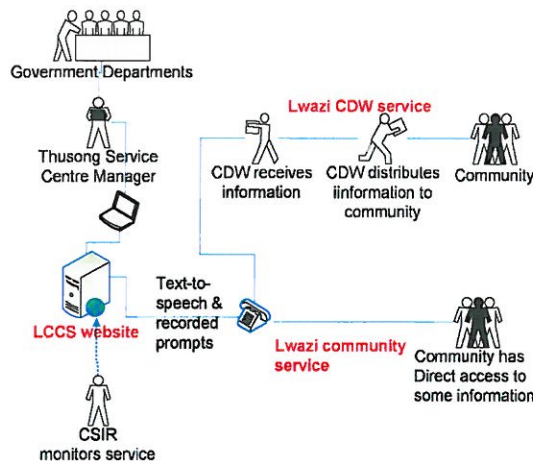 Government Departments
Thusong Service
Centre Manager
Lwazi CDW service
CDW receives
information
CDW distributes
iinformation to
community
Community
LCCS website
Text-to-
speech &
recorded
prompts
Lwazi community
service
Community has
Direct access to
some information
CSIR
monitors service